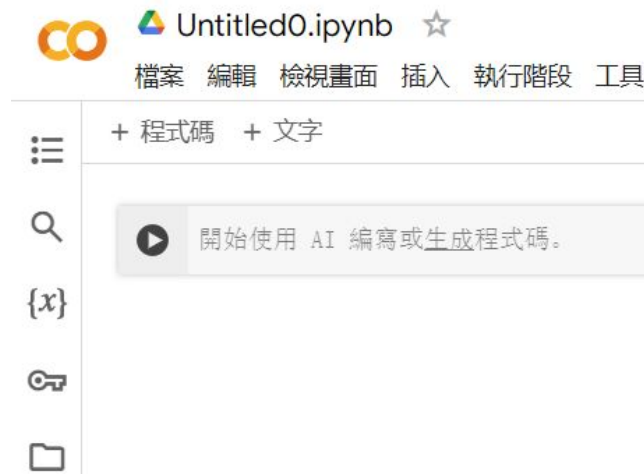 Untitled0.ipynb
檔案 編輯 檢視畫面 插入 執行階段 工具
+ 程式碼 + 文字
開始使用 AI 編寫或生成程式碼。
{x}